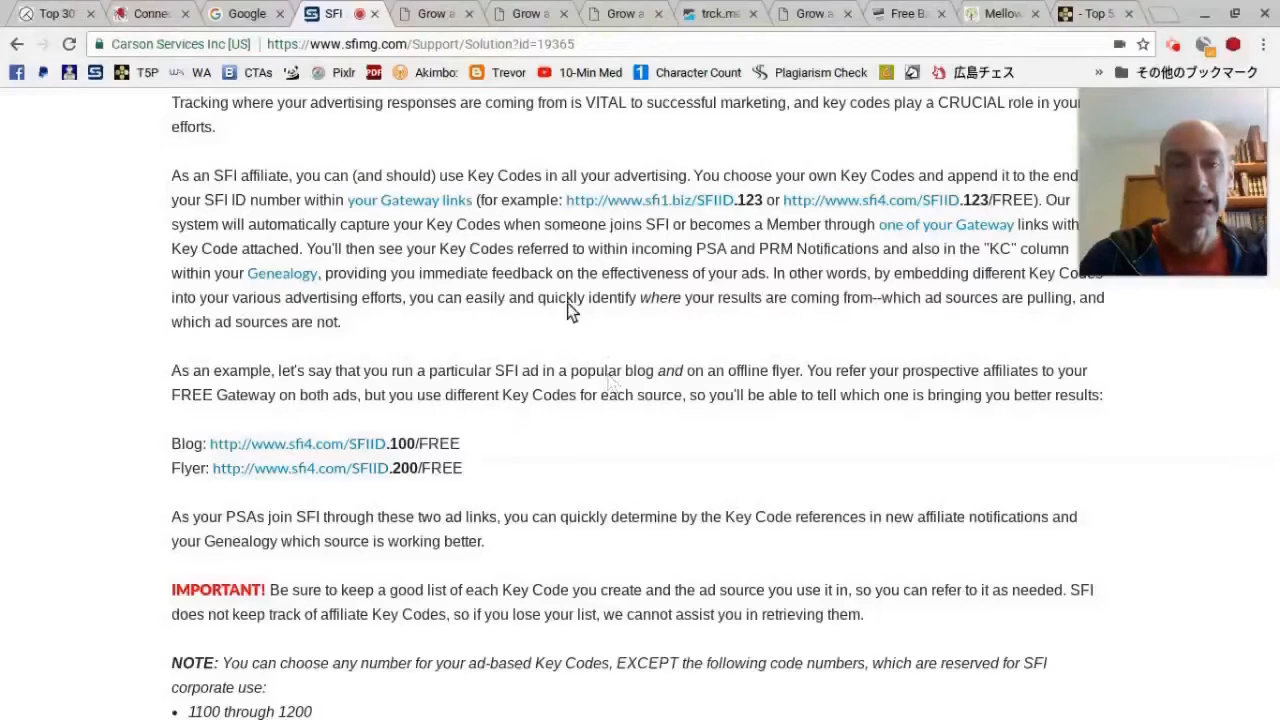 Top 30
Conne
Google
SFI
Grow a
Grow a
Grow a
trck.m
Grow a
Free Ba
Mellow
- Top 5
Carson Services Inc [US] https://www.sfimg.com/Support/Solution?id=19365
T5P WA CTAs Pixlr Akimbo: Trevor 10-Min Med Character Count Plagiarism Check 広島チェス » その他のブックマーク
Tracking where your advertising responses are coming from is VITAL to successful marketing, and key codes play a CRUCIAL role in your
efforts.
As an SFI affiliate, you can (and should) use Key Codes in all your advertising. You choose your own Key Codes and append it to the end
your SFI ID number within your Gateway links (for example: http://www.sfi1.biz/SFIID.123 or http://www.sfi4.com/SFIID.123/FREE). Our
system will automatically capture your Key Codes when someone joins SFI or becomes a Member through one of your Gateway links with
Key Code attached. You'll then see your Key Codes referred to within incoming PSA and PRM Notifications and also in the "KC" column
within your Genealogy, providing you immediate feedback on the effectiveness of your ads. In other words, by embedding different Key Codes
into your various advertising efforts, you can easily and quickly identify where your results are coming from--which ad sources are pulling, and
which ad sources are not.
As an example, let's say that you run a particular SFI ad in a popular blog and on an offline flyer. You refer your prospective affiliates to your
FREE Gateway on both ads, but you use different Key Codes for each source, so you'll be able to tell which one is bringing you better results:
Blog: http://www.sfi4.com/SFIID.100/FREE
Flyer: http://www.sfi4.com/SFIID.200/FREE
As your PSAs join SFI through these two ad links, you can quickly determine by the Key Code references in new affiliate notifications and
your Genealogy which source is working better.
IMPORTANT! Be sure to keep a good list of each Key Code you create and the ad source you use it in, so you can refer to it as needed. SFI
does not keep track of affiliate Key Codes, so if you lose your list, we cannot assist you in retrieving them.
NOTE: You can choose any number for your ad-based Key Codes, EXCEPT the following code numbers, which are reserved for SFI
corporate use:
• 1100 through 1200